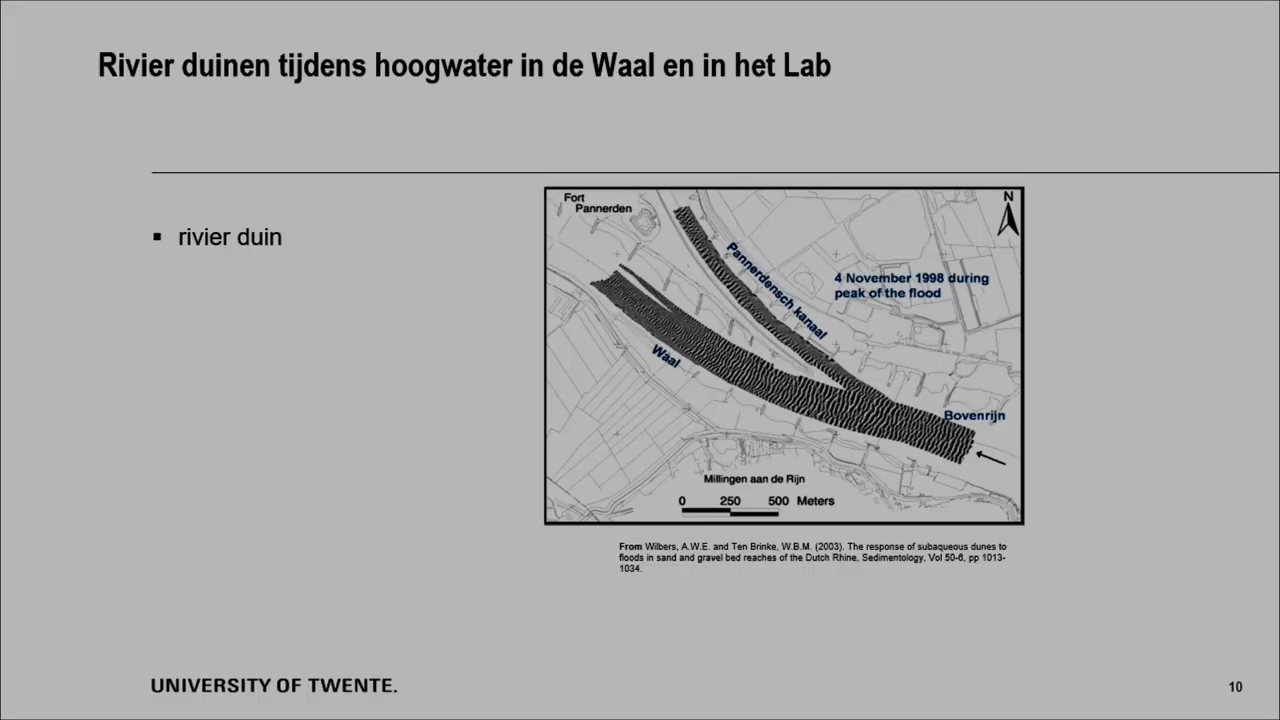 Rivier duinen tijdens hoogwater in de Waal en in het Lab
▪ rivier duin
Fort
Pannerden
N
Pannerdensch kanaal
4 November 1998 during
peak of the flood
Waal
Bovenrijn
Millingen aan de Rijn
0 250 500 Meters
From Wilbers, A.W.E. and Ten Brinke, W.B.M. (2003). The response of subaqueous dunes to
floods in sand and gravel bed reaches of the Dutch Rhine, Sedimentology, Vol 50-6, pp 1013-
1034.
UNIVERSITY OF TWENTE.
10